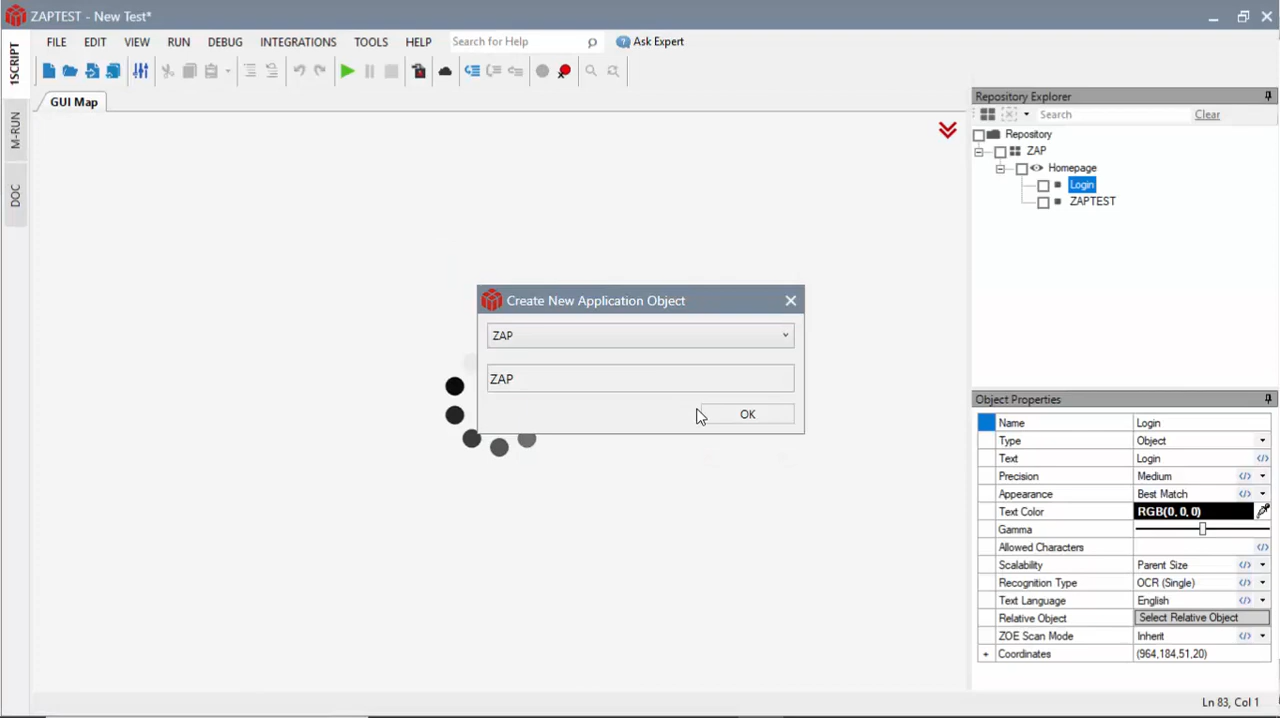 ZAPTEST - New Test*
FILE EDIT VIEW RUN DEBUG INTEGRATIONS TOOLS HELP Search for Help Ask Expert
1SCRIPT
M-RUN
DOC
GUI Map
Repository Explorer
Search Clear
Repository
ZAP
Homepage
Login
ZAPTEST
Create New Application Object
ZAP
ZAP
OK
Object Properties
Name Login
Type Object
Text Login
Precision Medium
Appearance Best Match
Text Color RGB(0, 0, 0)
Gamma
Allowed Characters
Scalability Parent Size
Recognition Type OCR (Single)
Text Language English
Relative Object Select Relative Object
ZOE Scan Mode Inherit
Coordinates (964,184,51,20)
Ln 83, Col 1